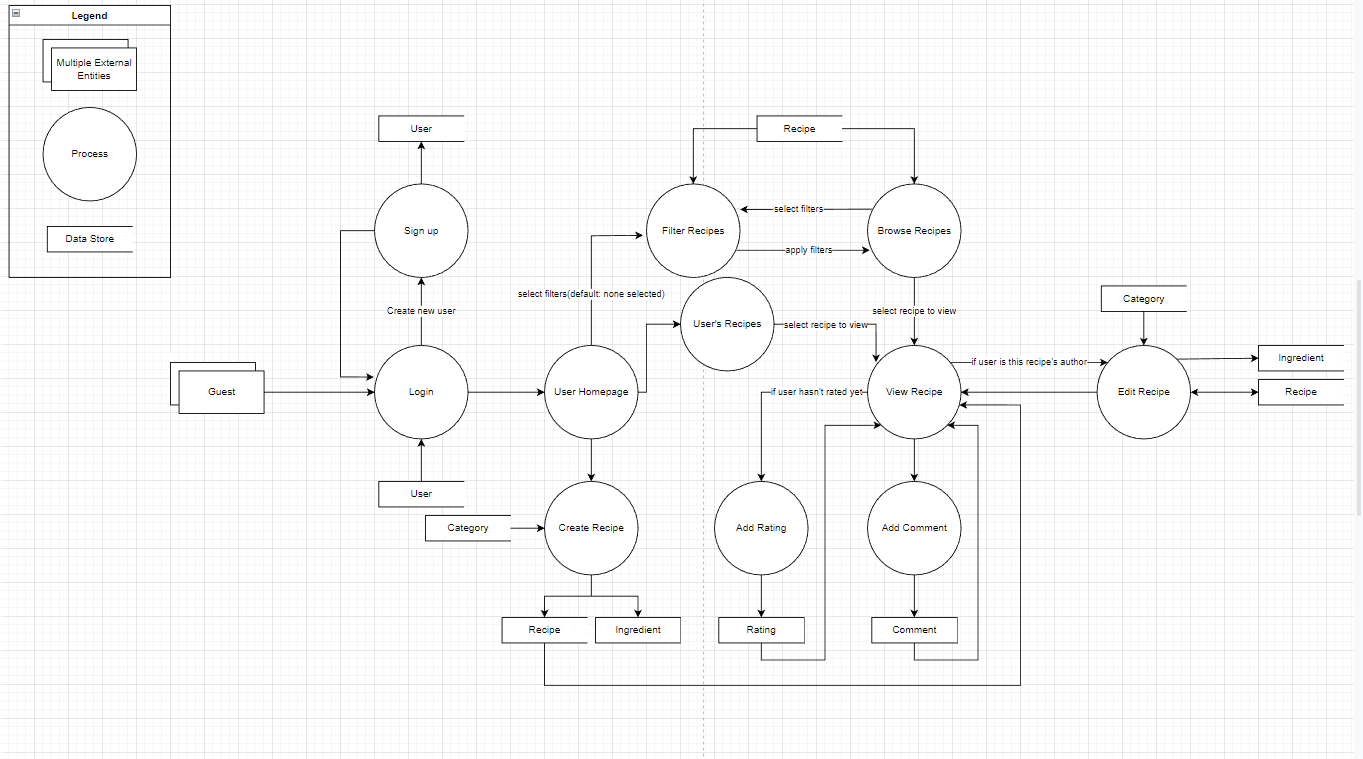 Legend
Multiple External
Entities
Process
Data Store
User
Recipe
Sign up
Filter Recipes
select filters
apply filters
Browse Recipes
Create new user
select filters(default: none selected)
User's Recipes
select recipe to view
select recipe to view
Category
Guest
Login
User Homepage
if user hasn't rated yet
View Recipe
if user is this recipe's author
Edit Recipe
Ingredient
Recipe
User
Category
Create Recipe
Add Rating
Add Comment
Recipe
Ingredient
Rating
Comment